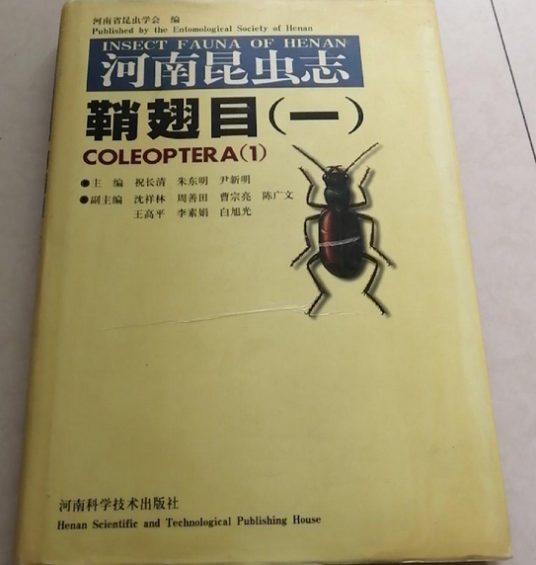 河南省昆虫学会 编
Published by the Entomological Society of Henan
INSECT FAUNA OF HENAN
河南昆虫志
鞘翅目(一)
COLEOPTERA(1)
●主 编 祝长清 朱东明 尹新明
●副主编 沈祥林 周善田 曹宗亮 陈广文
王高平 李素娟 白旭光
河南科学技术出版社
Henan Scientific and Technological Publishing House